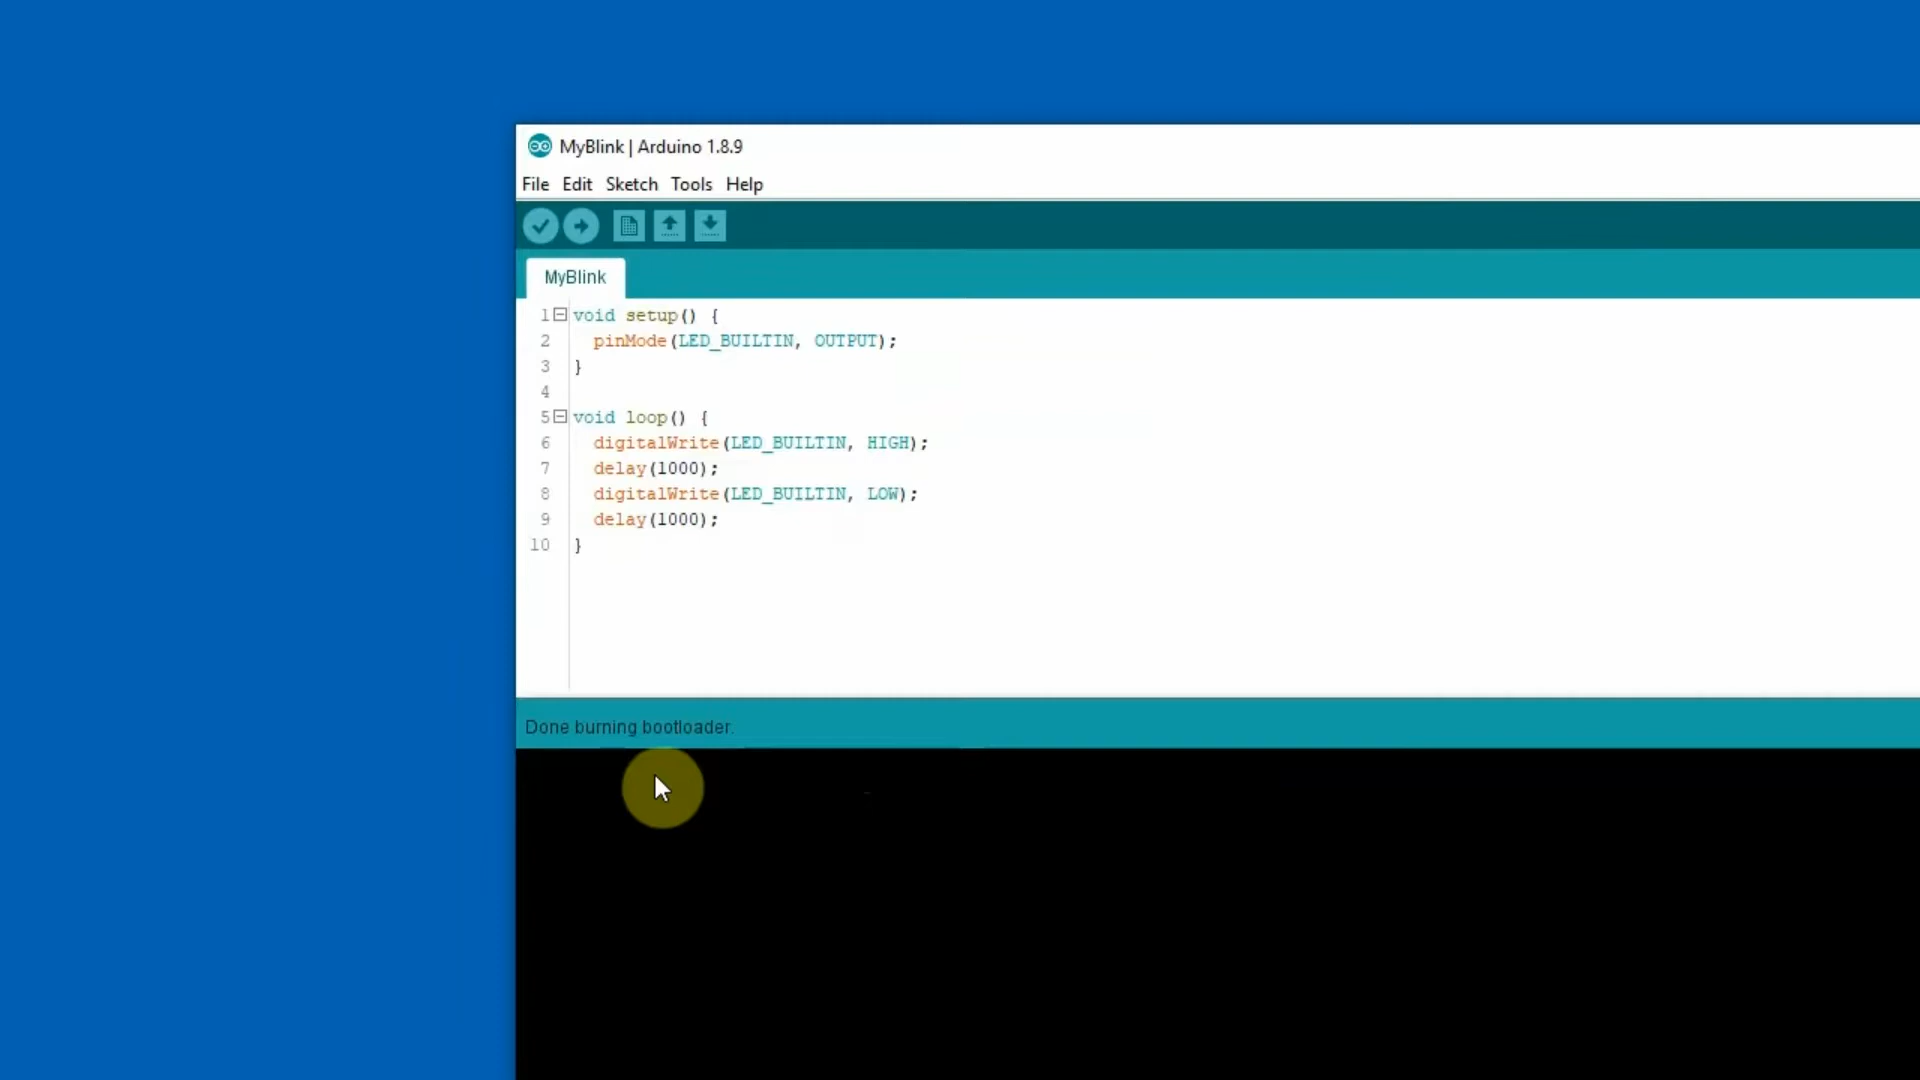 MyBlink | Arduino 1.8.9
File Edit Sketch Tools Help
MyBlink
1 void setup() {
2 pinMode(LED_BUILTIN, OUTPUT);
3 }
4
5 void loop() {
6 digitalWrite(LED_BUILTIN, HIGH);
7 delay(1000);
8 digitalWrite(LED_BUILTIN, LOW);
9 delay(1000);
10 }
Done burning bootloader.